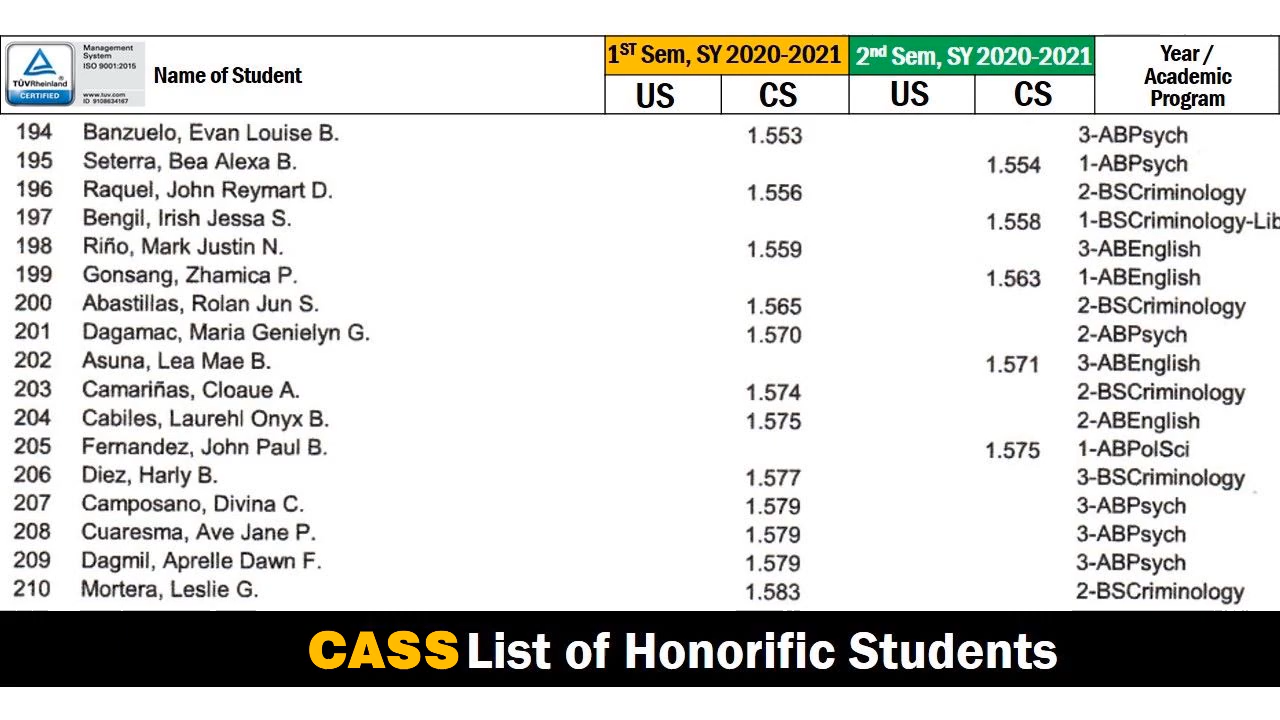 TÜVRheinland®
CERTIFIED
Management
System
ISO 9001:2015
www.tuv.com
ID 9108634167
Name of Student
1ST Sem, SY 2020-2021 2nd Sem, SY 2020-2021
US CS US CS
Year /
Academic
Program
194 Banzuelo, Evan Louise B. 1.553 3-ABPsych
195 Seterra, Bea Alexa B. 1.554 1-ABPsych
196 Raquel, John Reymart D. 1.556 2-BSCriminology
197 Bengil, Irish Jessa S. 1.558 1-BSCriminology-Lib
198 Riño, Mark Justin N. 1.559 3-ABEnglish
199 Gonsang, Zhamica P. 1.563 1-ABEnglish
200 Abastillas, Rolan Jun S. 1.565 2-BSCriminology
201 Dagamac, Maria Genielyn G. 1.570 2-ABPsych
202 Asuna, Lea Mae B. 1.571 3-ABEnglish
203 Camariñas, Cloaue A. 1.574 2-BSCriminology
204 Cabiles, Laurehl Onyx B. 1.575 2-ABEnglish
205 Fernandez, John Paul B. 1.575 1-ABPolSci
206 Diez, Harly B. 1.577 3-BSCriminology
207 Camposano, Divina C. 1.579 3-ABPsych
208 Cuaresma, Ave Jane P. 1.579 3-ABPsych
209 Dagmil, Aprelle Dawn F. 1.579 3-ABPsych
210 Mortera, Leslie G. 1.583 2-BSCriminology
CASS List of Honorific Students